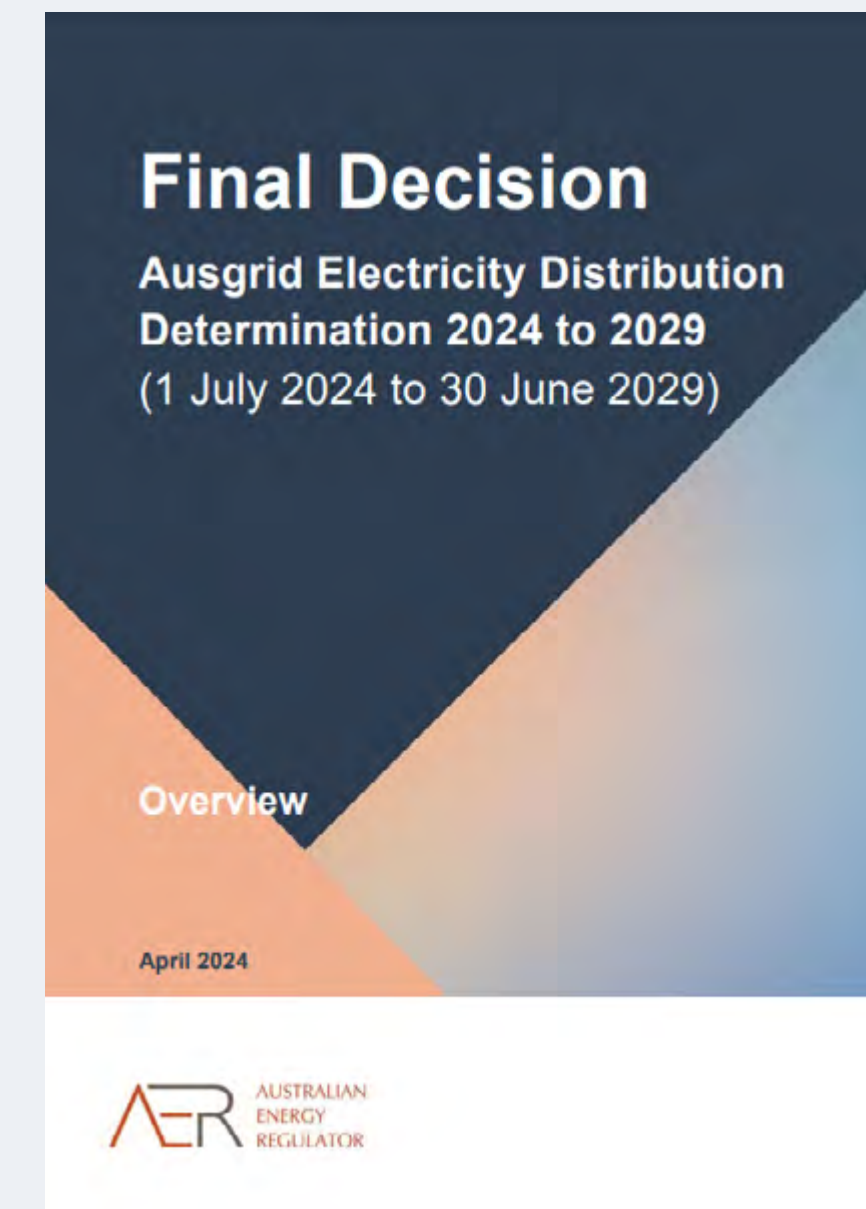 Final Decision
Ausgrid Electricity Distribution
Determination 2024 to 2029
(1 July 2024 to 30 June 2029)
Overview
April 2024
AER
AUSTRALIAN
ENERGY
REGULATOR